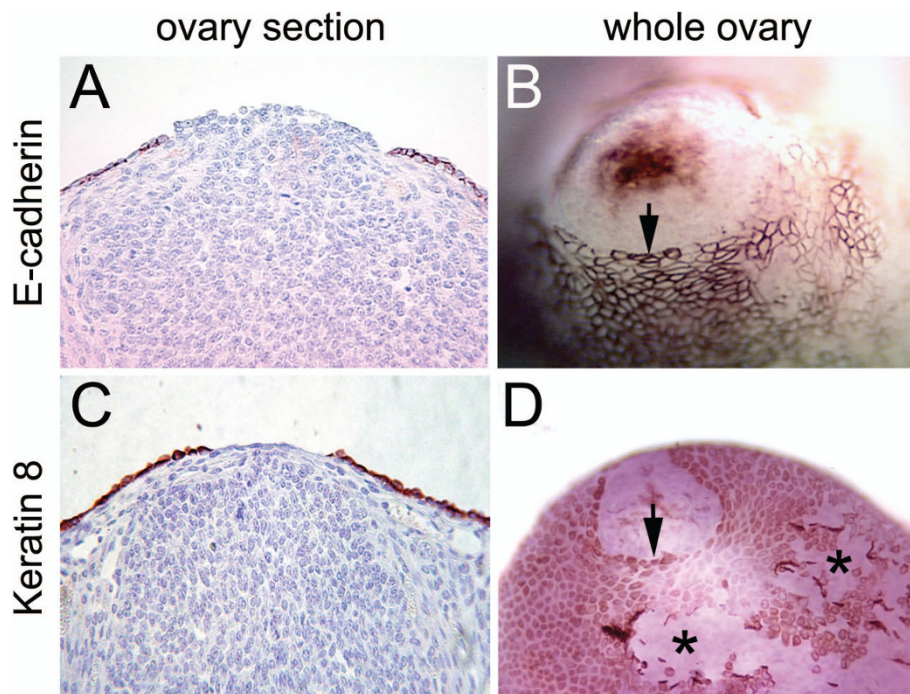 ovary section
whole ovary
E-cadherin
A
B
Keratin 8
C
D
*
*